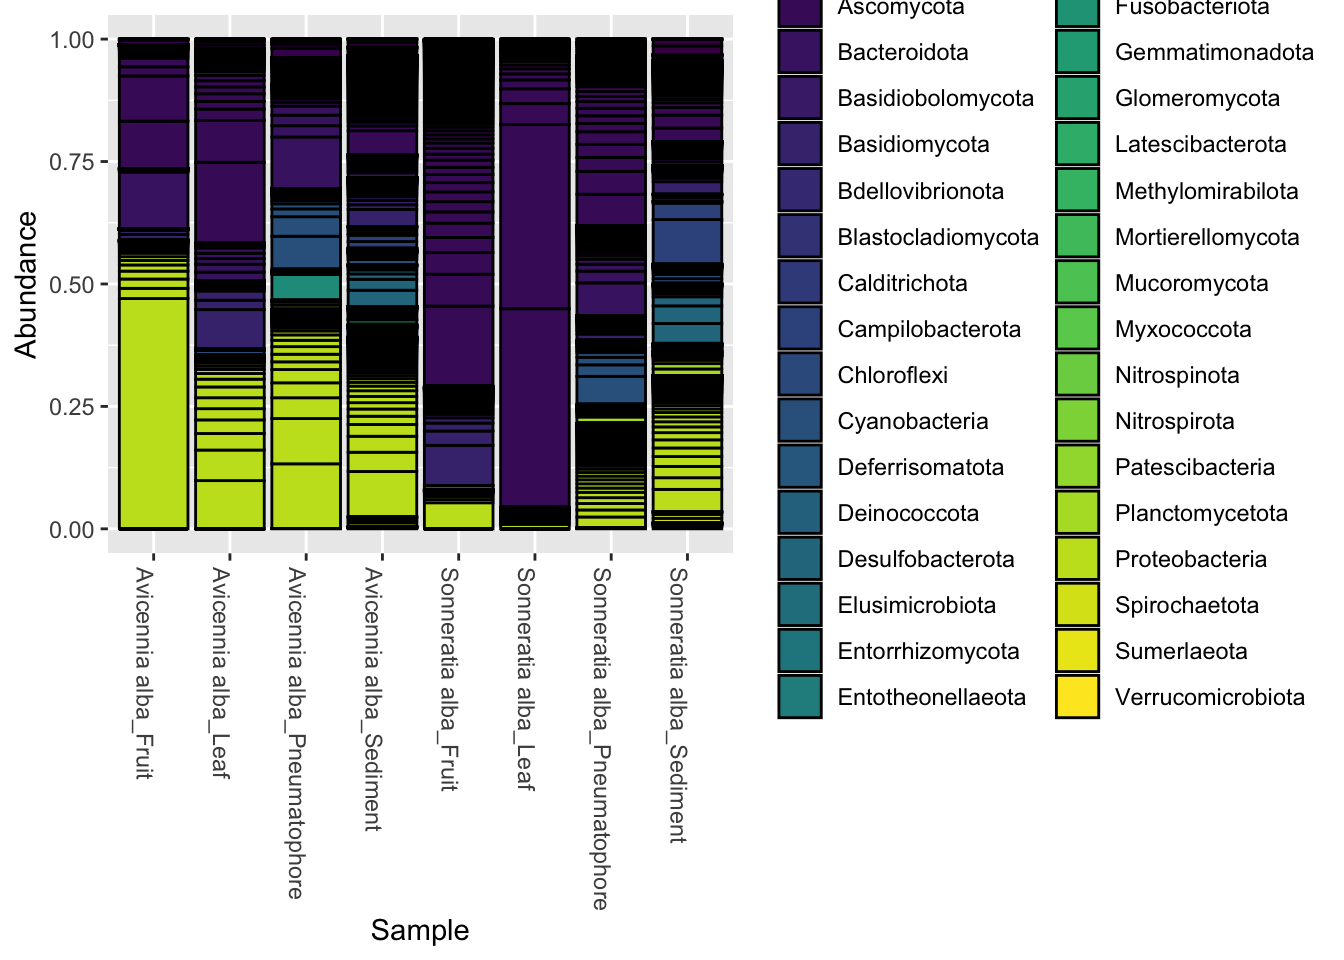 Abundance
1.00
0.75
0.50
0.25
0.00
Avicennia alba_Fruit
Avicennia alba_Leaf
Avicennia alba_Pneumatophore
Avicennia alba_Sediment
Sonneratia alba_Fruit
Sonneratia alba_Leaf
Sonneratia alba_Pneumatophore
Sonneratia alba_Sediment
Sample
Ascomycota
Bacteroidota
Basidiobolomycota
Basidiomycota
Bdellovibrionota
Blastocladiomycota
Calditrichota
Campilobacterota
Chloroflexi
Cyanobacteria
Deferrisomatota
Deinococcota
Desulfobacterota
Elusimicrobiota
Entorrhizomycota
Entotheonellaeota
Fusobacteriota
Gemmatimonadota
Glomeromycota
Latescibacterota
Methylomirabilota
Mortierellomycota
Mucoromycota
Myxococcota
Nitrospinota
Nitrospirota
Patescibacteria
Planctomycetota
Proteobacteria
Spirochaetota
Sumerlaeota
Verrucomicrobiota